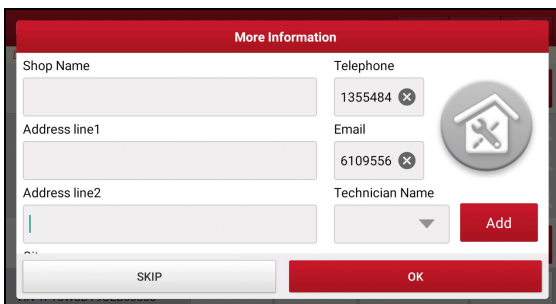 More Information
Shop Name
Telephone
1355484
Address line1
Email
6109556
Address line2
Technician Name
Add
SKIP
OK